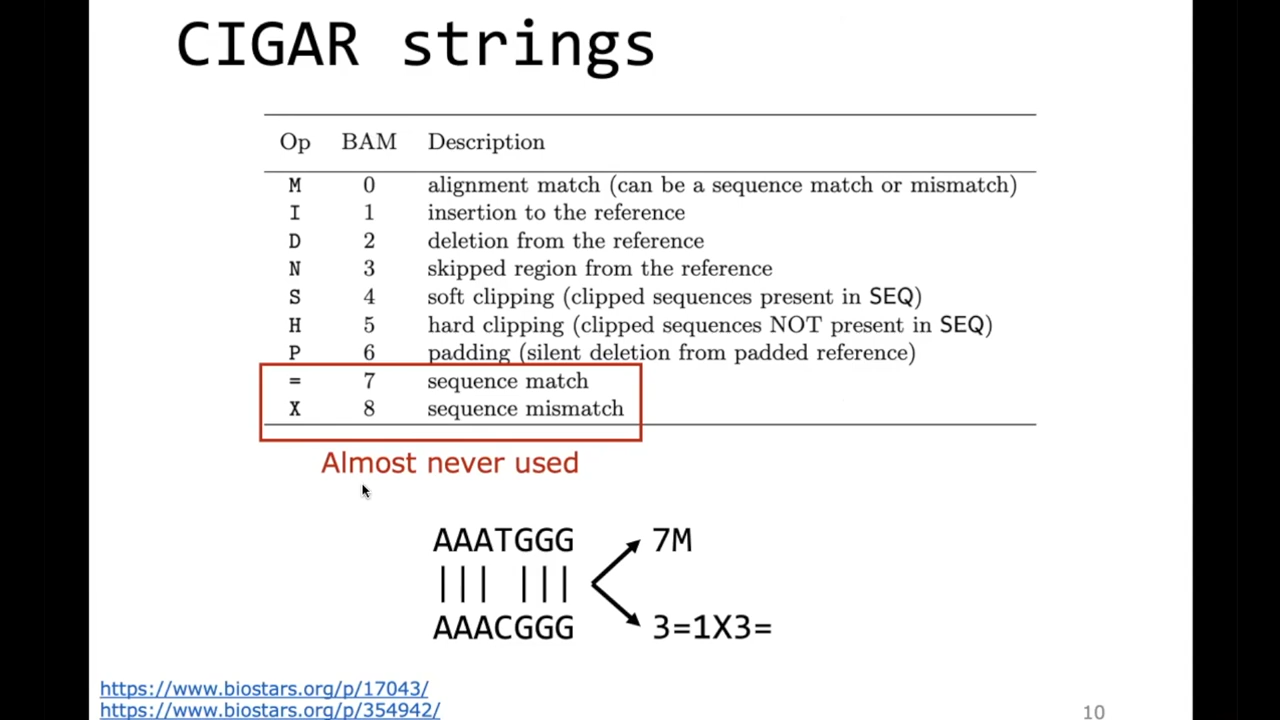 CIGAR strings
Op BAM Description
M 0 alignment match (can be a sequence match or mismatch)
I 1 insertion to the reference
D 2 deletion from the reference
N 3 skipped region from the reference
S 4 soft clipping (clipped sequences present in SEQ)
H 5 hard clipping (clipped sequences NOT present in SEQ)
P 6 padding (silent deletion from padded reference)
= 7 sequence match
X 8 sequence mismatch
Almost never used
AAATGGG 7M
||| |||
AAACGGG 3=1X3=
https://www.biostars.org/p/17043/
https://www.biostars.org/p/354942/
10